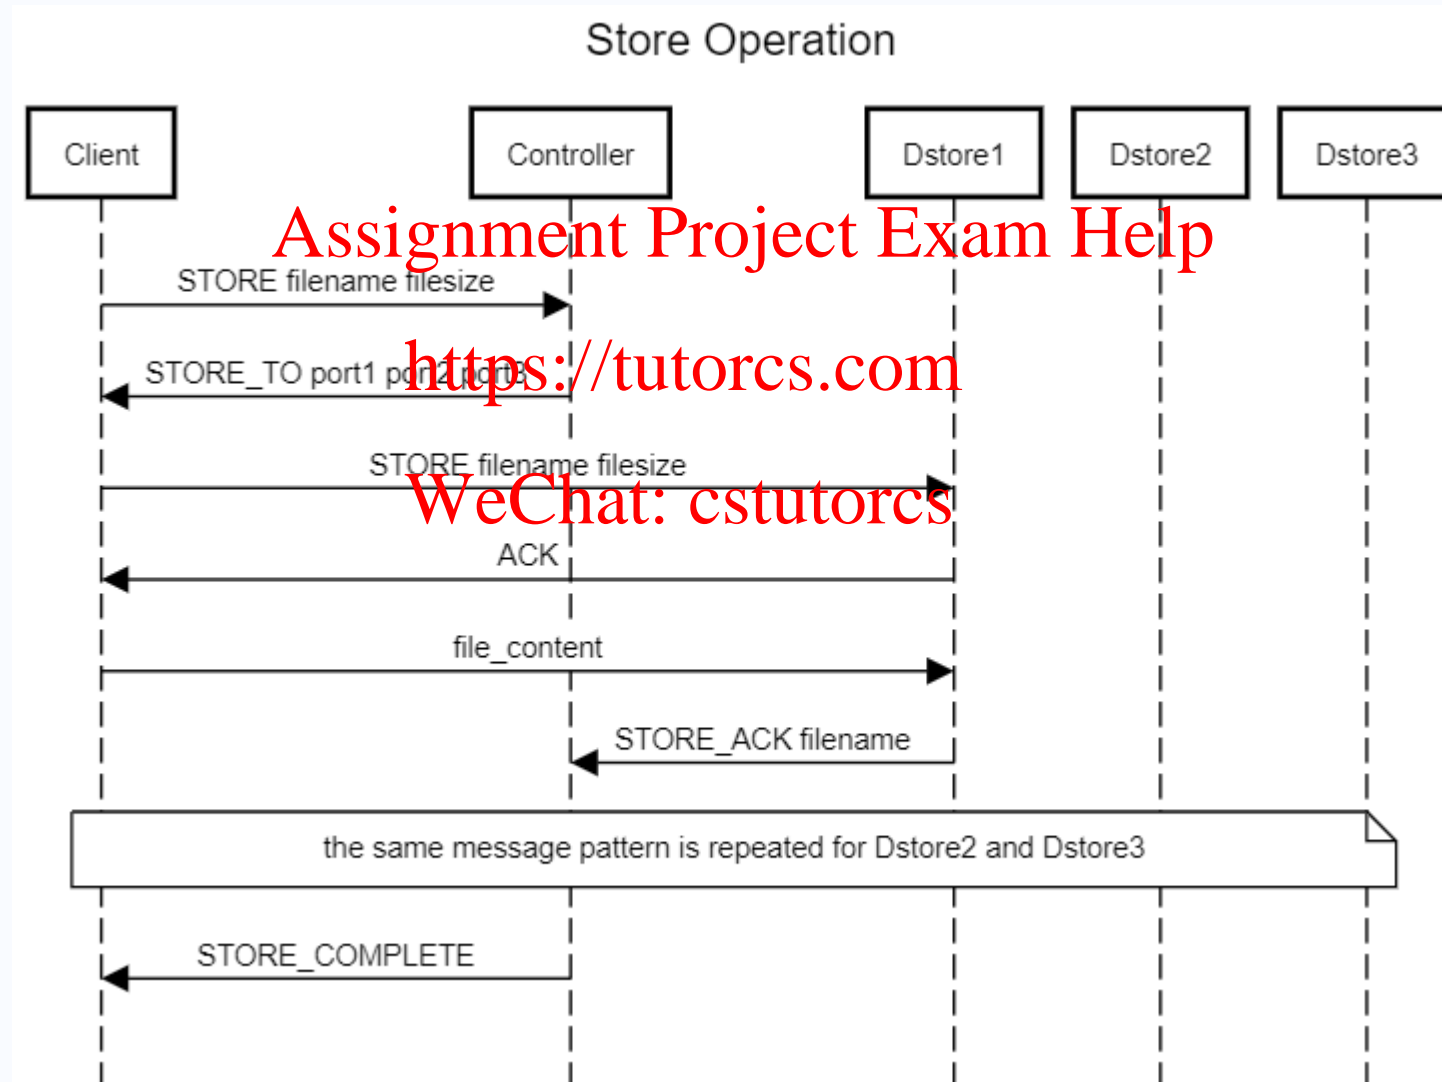 Store Operation
Client Controller Dstore1 Dstore2 Dstore3
Assignment Project Exam Help
STORE filename filesize
STORE_TO port1 port2 port3
https://tutorcs.com
STORE filename filesize
WeChat: cstutorcs
ACK
file_content
STORE_ACK filename
the same message pattern is repeated for Dstore2 and Dstore3
STORE_COMPLETE